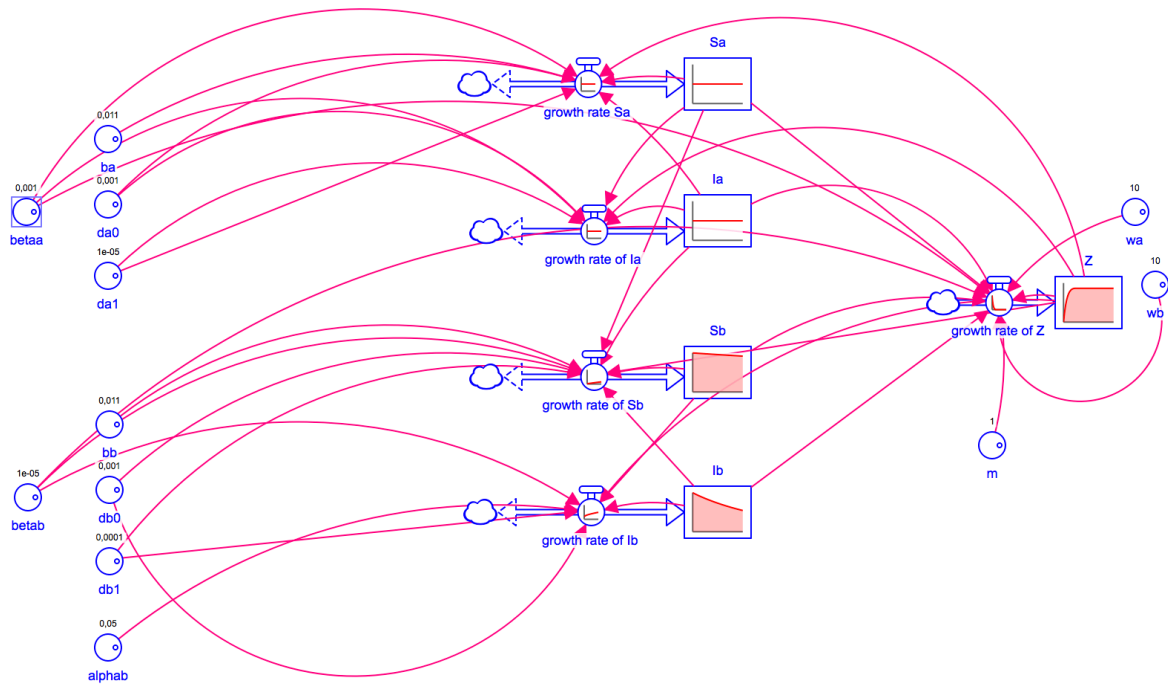 Sa
growth rate Sa
0,011
ba
0,001
betaa
0,001
da0
Ia
10
wa
growth rate of Ia
1e-05
da1
Z
10
wb
growth rate of Z
Sb
growth rate of Sb
0,011
bb
1
m
1e-05
betab
0,001
db0
Ib
growth rate of Ib
0,0001
db1
0,05
alphab